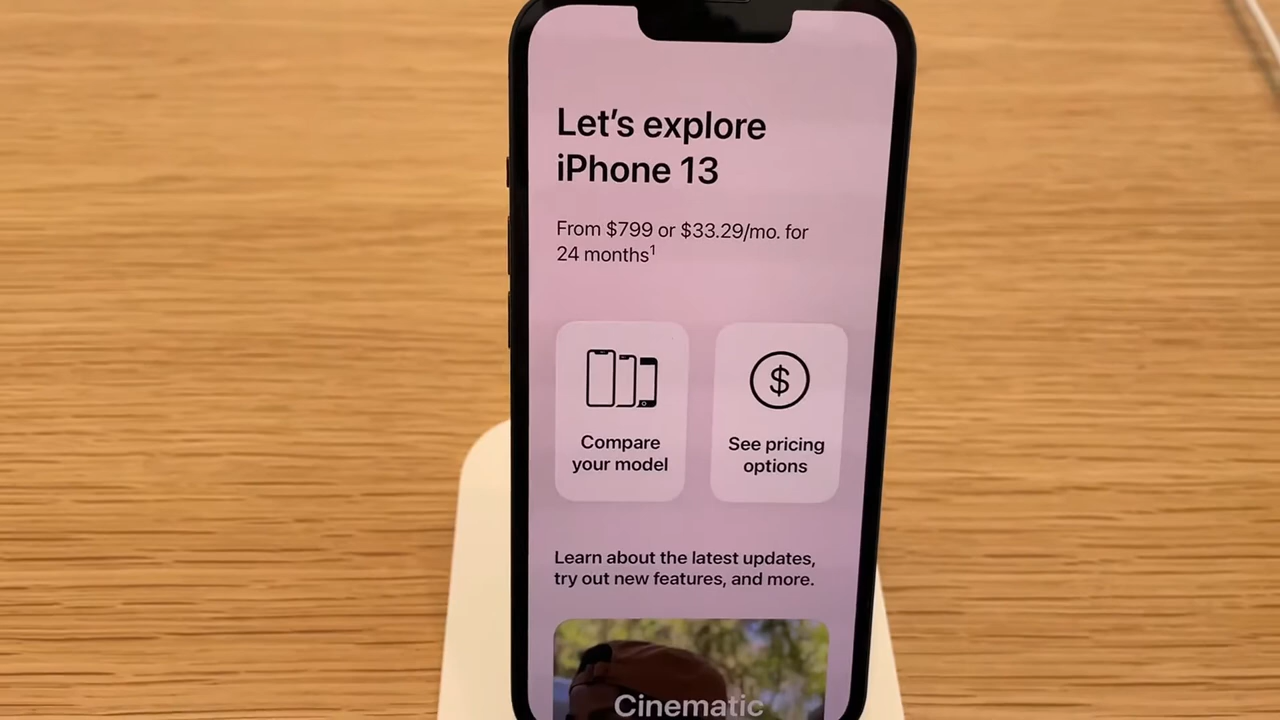 Let's explore
iPhone 13
From $799 or $33.29/mo. for
24 months¹
$
Compare
your model
See pricing
options
Learn about the latest updates,
try out new features, and more.
Cinematic